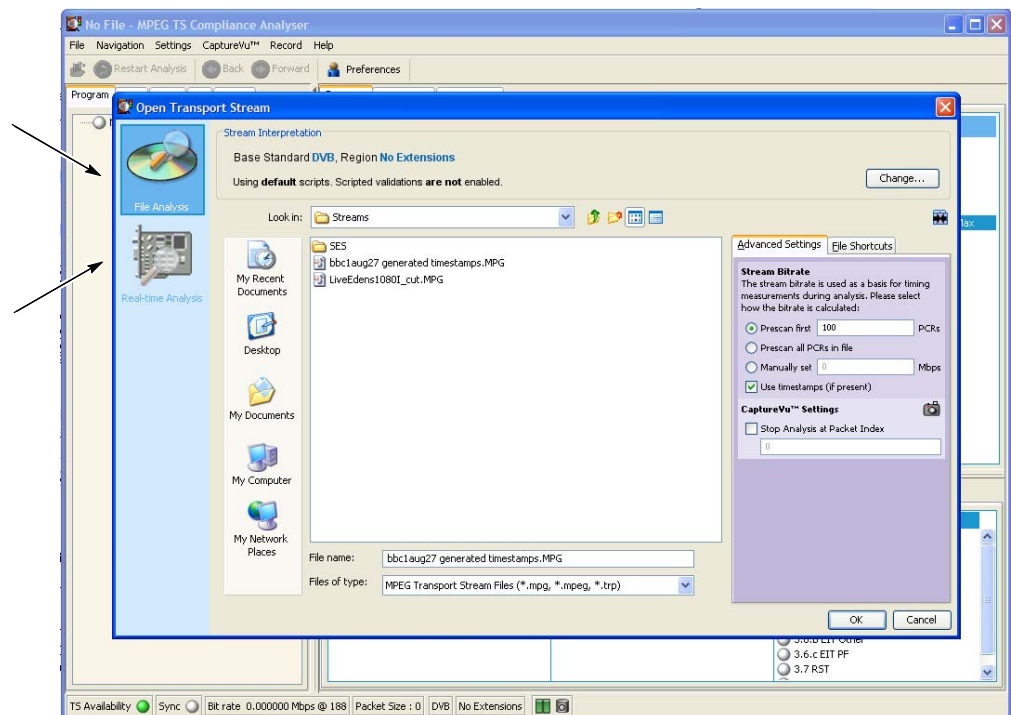 No File - MPEG TS Compliance Analyser
File Navigation Settings CaptureVu™ Record Help
Restart Analysis Back Forward Preferences
Program
Open Transport Stream
File Analysis
Real-time Analysis
Stream Interpretation
Base Standard DVB, Region No Extensions
Using default scripts. Scripted validations are not enabled.
Change...
Look in: Streams
My Recent Documents
Desktop
My Documents
My Computer
My Network Places
SES
bbc1aug27 generated timestamps.MPG
LiveEdens1080I_cut.MPG
File name: bbc1aug27 generated timestamps.MPG
Files of type: MPEG Transport Stream Files (*.mpg, *.mpeg, *.trp)
Advanced Settings File Shortcuts
Stream Bitrate
The stream bitrate is used as a basis for timing
measurements during analysis. Please select
how the bitrate is calculated:
Prescan first 100 PCRs
Prescan all PCRs in file
Manually set 0 Mbps
Use timestamps (if present)
CaptureVu™ Settings
Stop Analysis at Packet Index
0
OK Cancel
3.6.b EIT Other
3.6.c EIT PF
3.7 RST
TS Availability Sync Bit rate 0.000000 Mbps @ 188 Packet Size : 0 DVB No Extensions